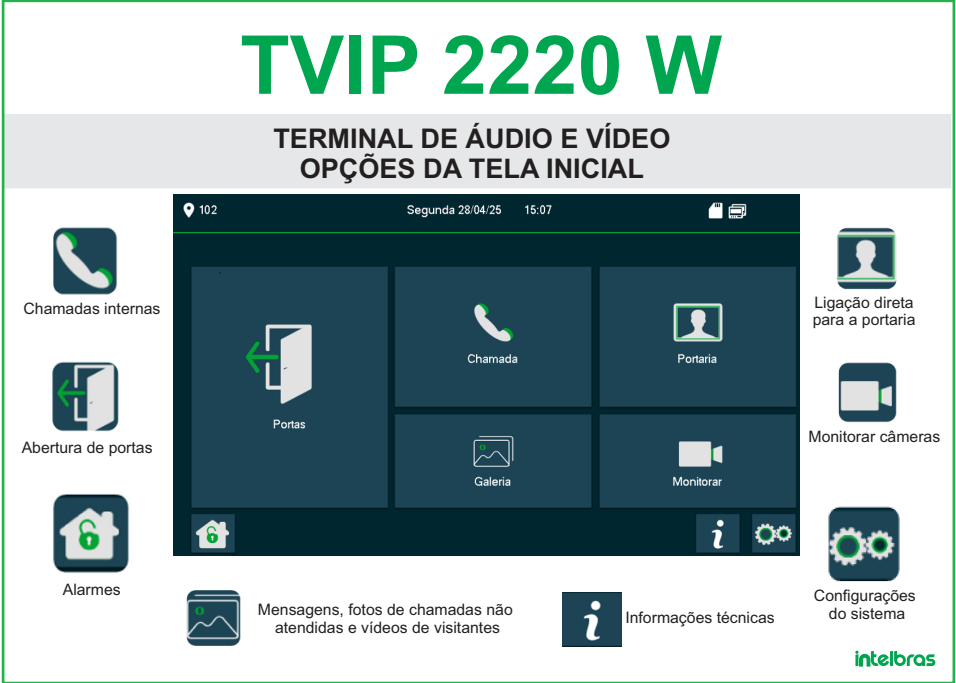 TVIP 2220 W
TERMINAL DE ÁUDIO E VÍDEO
OPÇÕES DA TELA INICIAL
102
Segunda 28/04/25 15:07
Portas
Chamada
Portaria
Galeria
Monitorar
Chamadas internas
Abertura de portas
Alarmes
Ligação direta
para a portaria
Monitorar câmeras
Configurações
do sistema
Mensagens, fotos de chamadas não
atendidas e vídeos de visitantes
i
i
Informações técnicas
intelbras